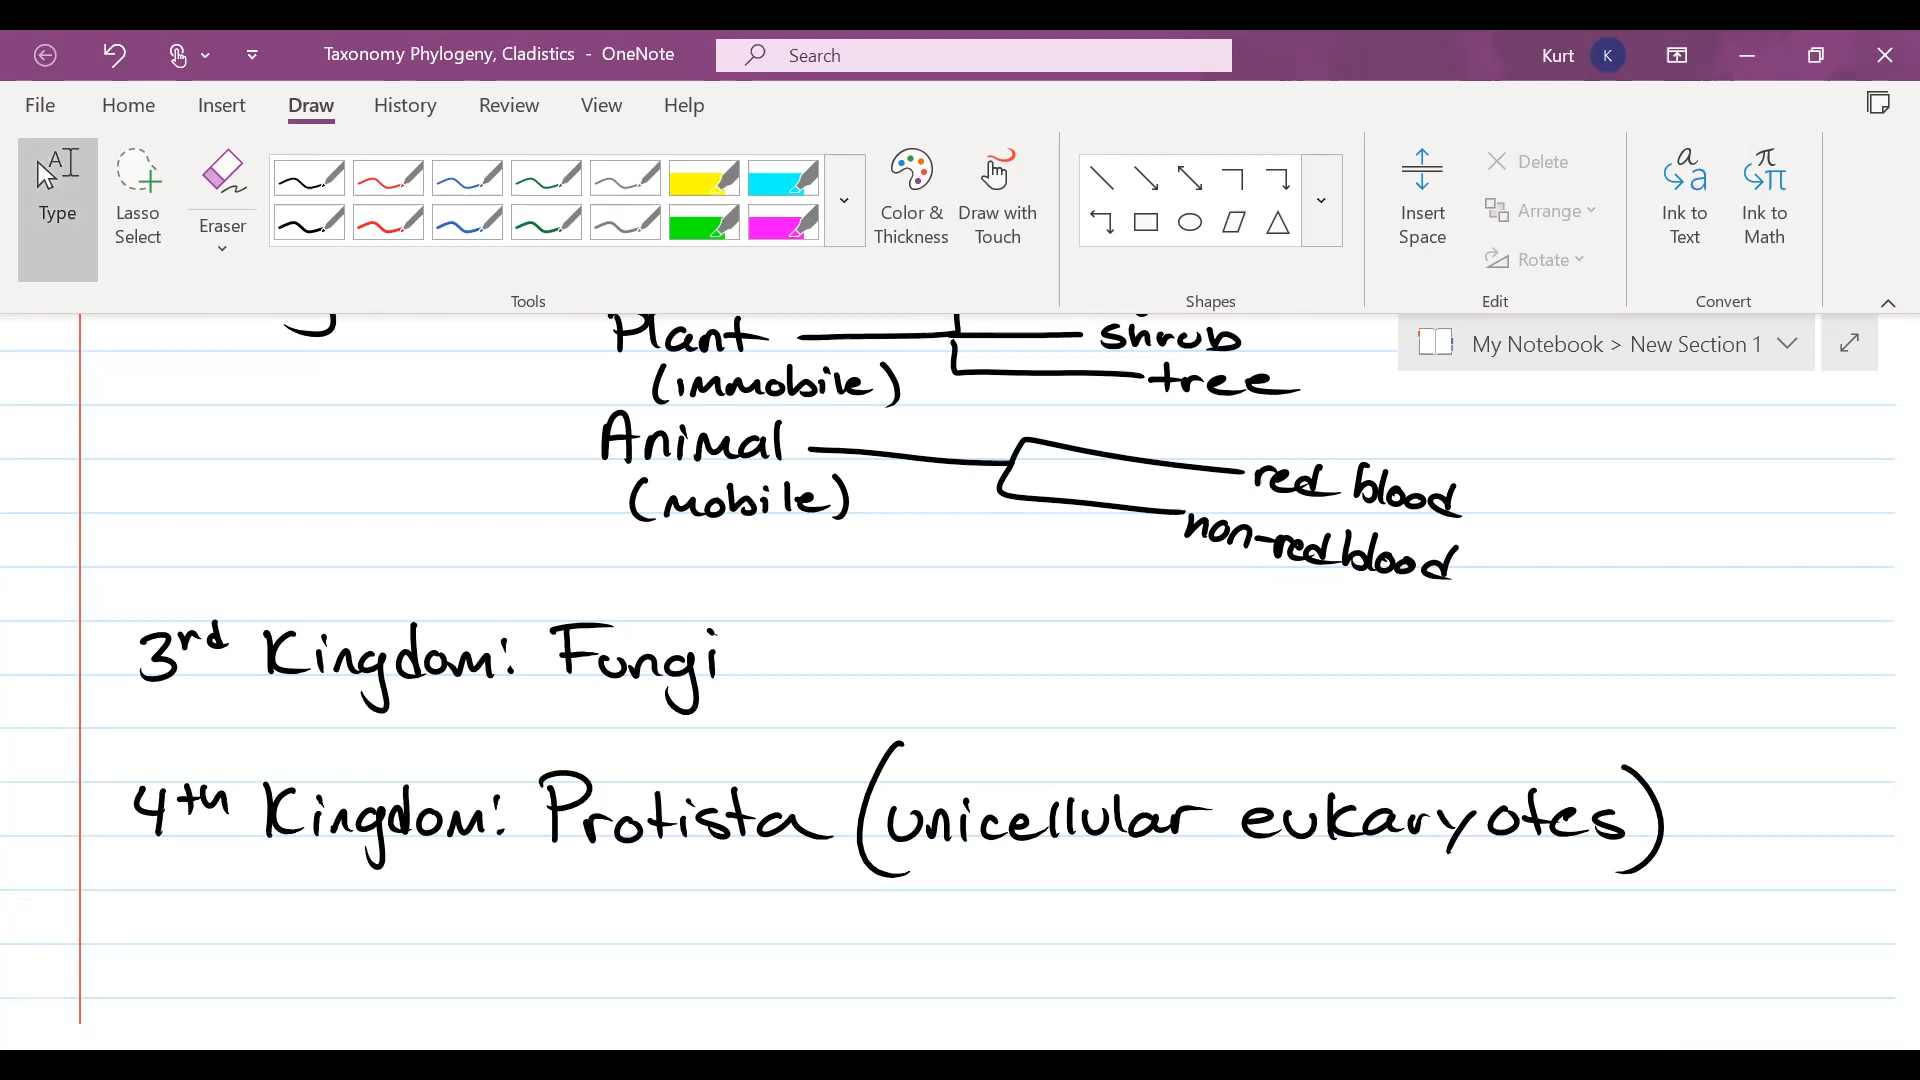 Taxonomy Phylogeny, Cladistics - OneNote
Search
Kurt K
File Home Insert Draw History Review View Help
Type
Lasso Select
Eraser
Color & Thickness
Draw with Touch
Insert Space
Delete
Arrange
Rotate
Ink to Text
Ink to Math
Tools Shapes Edit Convert
My Notebook > New Section 1
Plant shrub
(immobile) tree
Animal red blood
(mobile) non-red blood
3rd Kingdom: Fungi
4th Kingdom: Protista (unicellular eukaryotes)